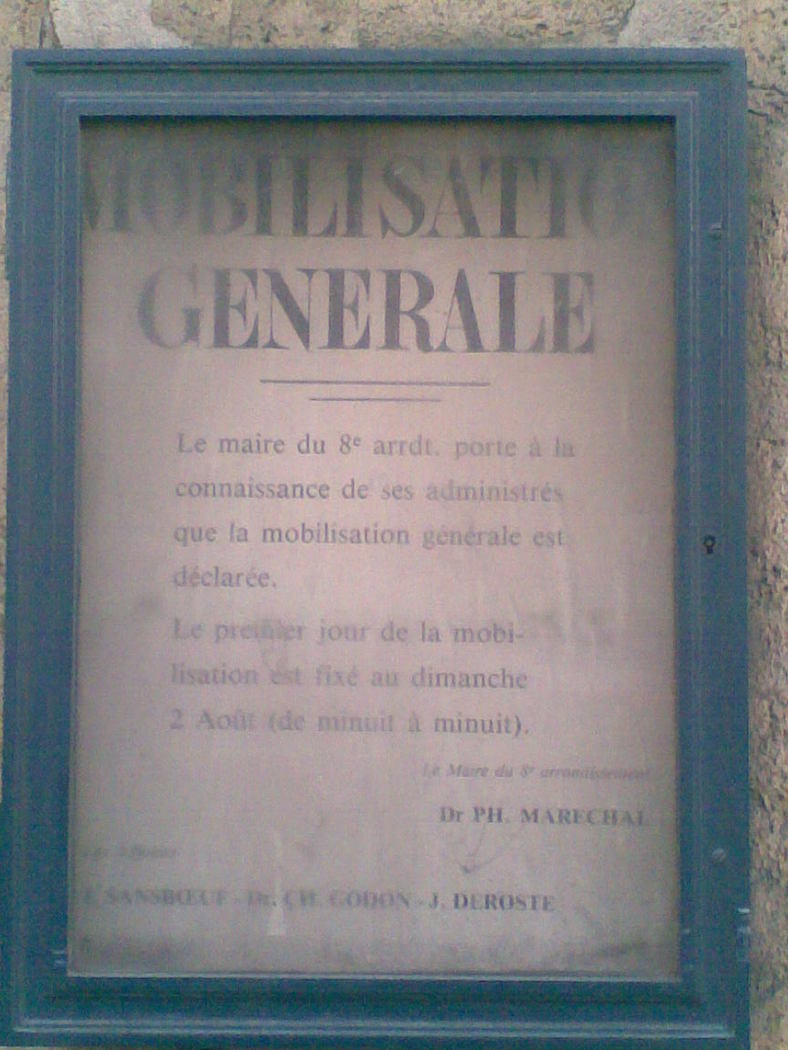 MOBILISATIO
GENERALE
Le maire du 8e arrdt. porte à la
connaissance de ses administrés
que la mobilisation générale est
déclarée.
Le premier jour de la mobi-
lisation est fixé au dimanche
2 Août (de minuit à minuit).
Le Maire du 8e arrondissement
Dr PH. MARECHAL
SANSBŒUF - Dr. CH. GODON - J. DEROSTE